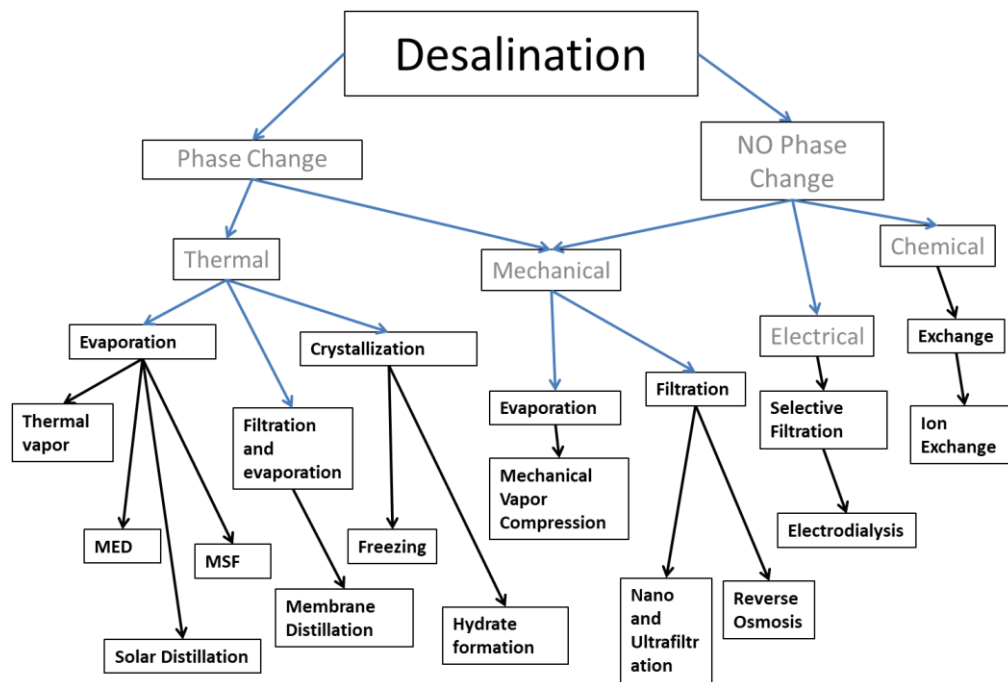 Desalination
Phase Change
NO Phase
Change
Thermal
Mechanical
Chemical
Evaporation
Crystallization
Electrical
Exchange
Thermal
vapor
Filtration
and
evaporation
Evaporation
Filtration
Selective
Filtration
Ion
Exchange
Mechanical
Vapor
Compression
MED
MSF
Freezing
Electrodialysis
Solar Distillation
Membrane
Distillation
Hydrate
formation
Nano
and
Ultrafiltr
ation
Reverse
Osmosis